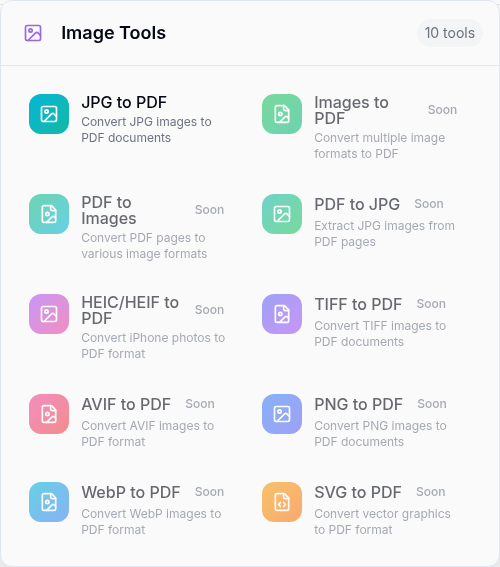 Image Tools
10 tools
JPG to PDF
Convert JPG images to
PDF documents
Images to
PDF
Soon
Convert multiple image
formats to PDF
PDF to
Images
Soon
Convert PDF pages to
various image formats
PDF to JPG
Soon
Extract JPG images from
PDF pages
HEIC/HEIF to
PDF
Soon
Convert iPhone photos to
PDF format
TIFF to PDF
Soon
Convert TIFF images to
PDF documents
AVIF to PDF
Soon
Convert AVIF images to
PDF format
PNG to PDF
Soon
Convert PNG images to
PDF documents
WebP to PDF
Soon
Convert WebP images to
PDF format
SVG to PDF
Soon
Convert vector graphics
to PDF format